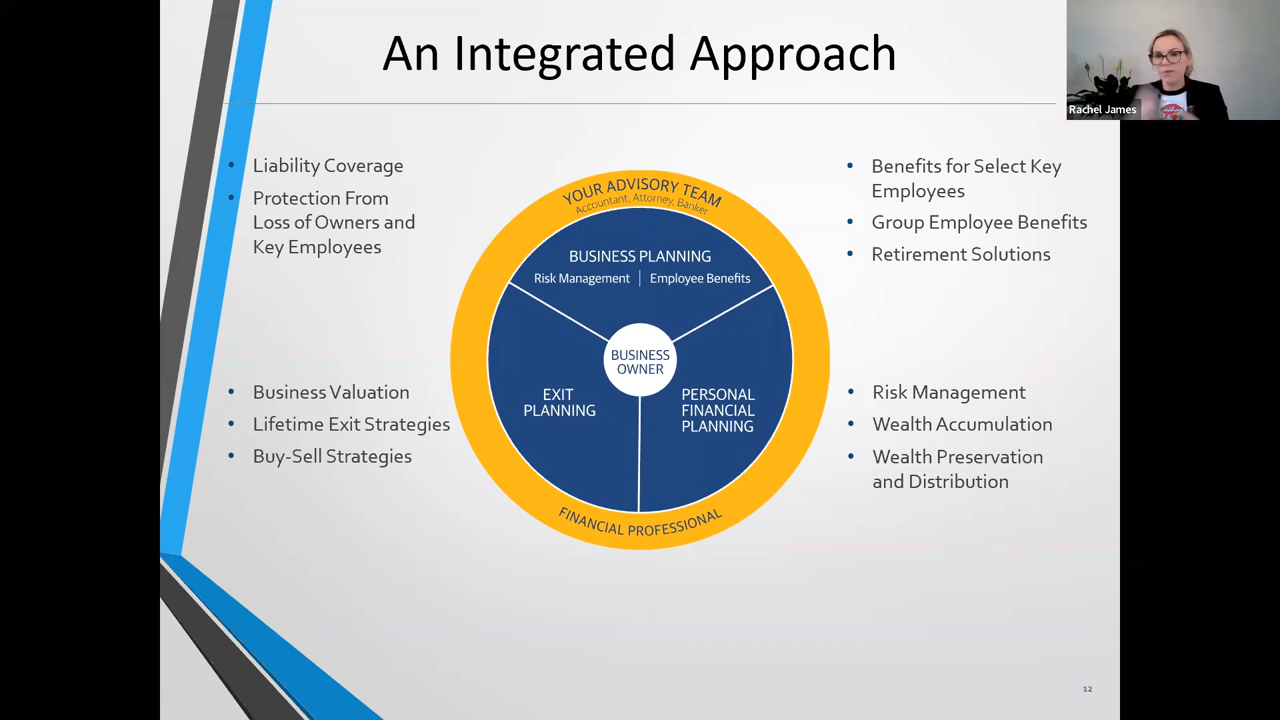 An Integrated Approach
Rachel James
• Liability Coverage
• Protection From
Loss of Owners and
Key Employees
• Benefits for Select Key
Employees
• Group Employee Benefits
• Retirement Solutions
YOUR ADVISORY TEAM
Accountant, Attorney, Banker
BUSINESS PLANNING
Risk Management | Employee Benefits
BUSINESS
OWNER
EXIT
PLANNING
PERSONAL
FINANCIAL
PLANNING
FINANCIAL PROFESSIONAL
• Business Valuation
• Lifetime Exit Strategies
• Buy-Sell Strategies
• Risk Management
• Wealth Accumulation
• Wealth Preservation
and Distribution
12